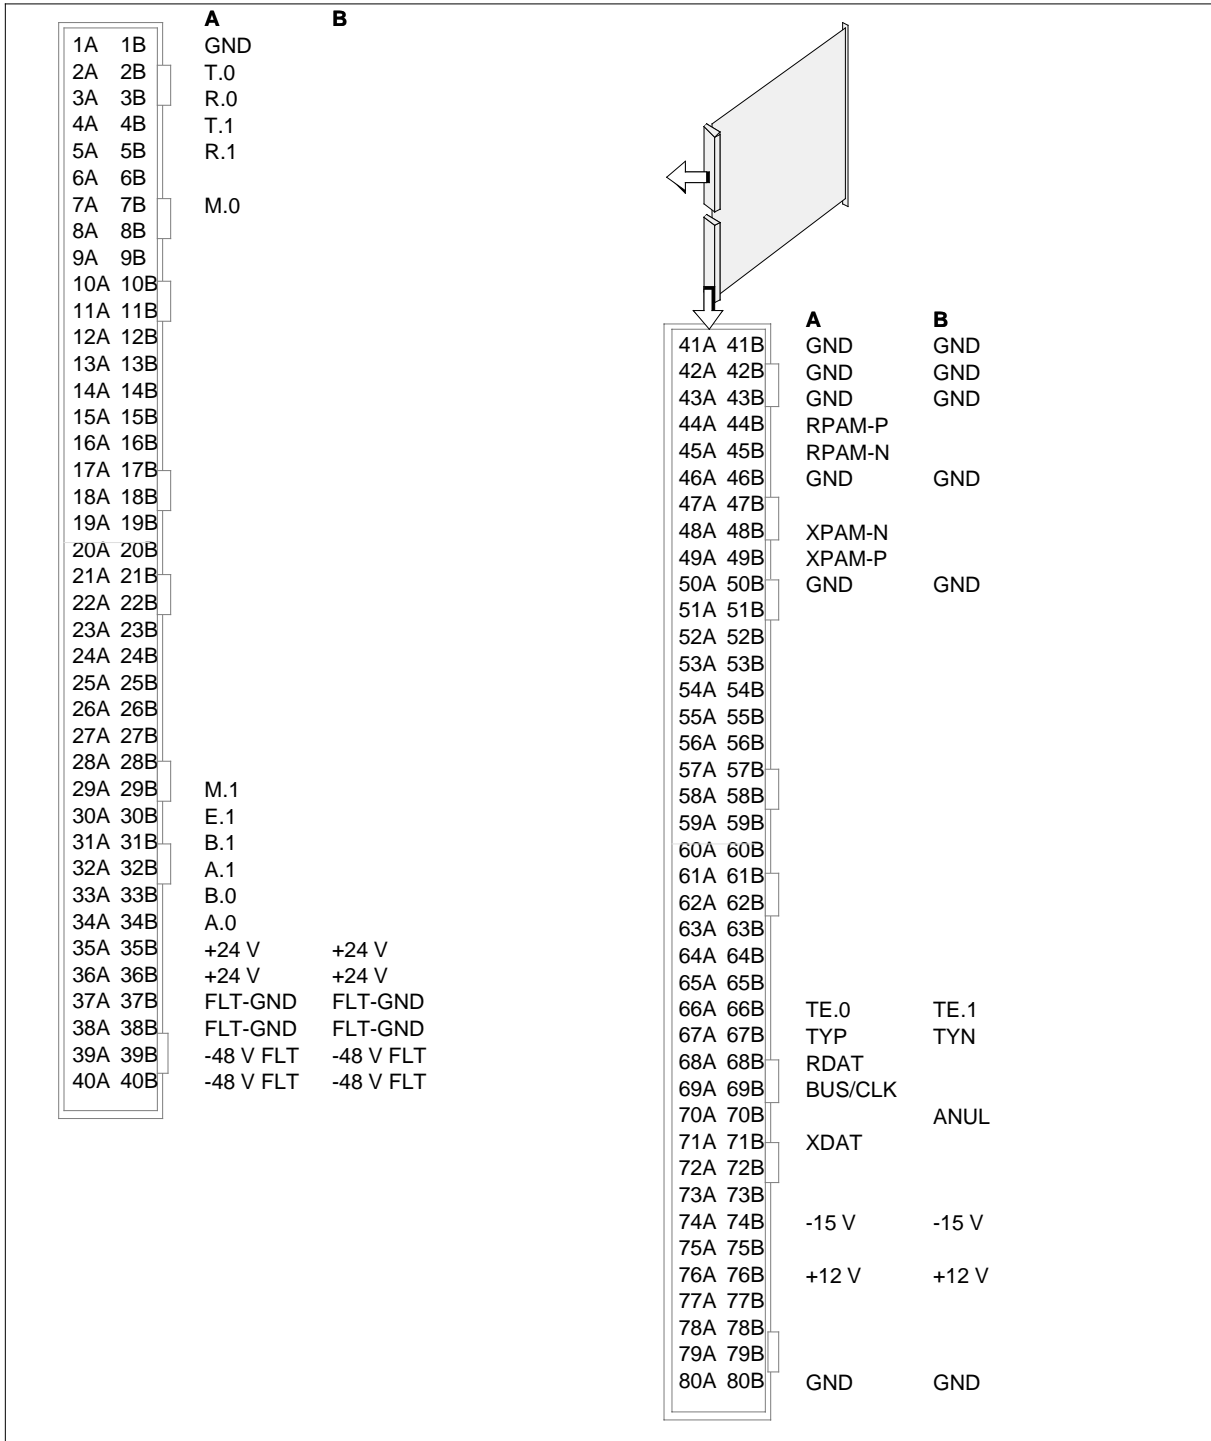 A B
1A 1B GND
2A 2B T.0
3A 3B R.0
4A 4B T.1
5A 5B R.1
6A 6B
7A 7B M.0
8A 8B
9A 9B
10A 10B
11A 11B
12A 12B
13A 13B
14A 14B
15A 15B
16A 16B
17A 17B
18A 18B
19A 19B
20A 20B
21A 21B
22A 22B
23A 23B
24A 24B
25A 25B
26A 26B
27A 27B
28A 28B
29A 29B M.1
30A 30B E.1
31A 31B B.1
32A 32B A.1
33A 33B B.0
34A 34B A.0
35A 35B +24 V +24 V
36A 36B +24 V +24 V
37A 37B FLT-GND FLT-GND
38A 38B FLT-GND FLT-GND
39A 39B -48 V FLT -48 V FLT
40A 40B -48 V FLT -48 V FLT
A B
41A 41B GND GND
42A 42B GND GND
43A 43B GND GND
44A 44B RPAM-P
45A 45B RPAM-N
46A 46B GND GND
47A 47B
48A 48B XPAM-N
49A 49B XPAM-P
50A 50B GND GND
51A 51B
52A 52B
53A 53B
54A 54B
55A 55B
56A 56B
57A 57B
58A 58B
59A 59B
60A 60B
61A 61B
62A 62B
63A 63B
64A 64B
65A 65B
66A 66B TE.0 TE.1
67A 67B TYP TYN
68A 68B RDAT
69A 69B BUS/CLK
70A 70B ANUL
71A 71B XDAT
72A 72B
73A 73B
74A 74B -15 V -15 V
75A 75B
76A 76B +12 V +12 V
77A 77B
78A 78B
79A 79B
80A 80B GND GND